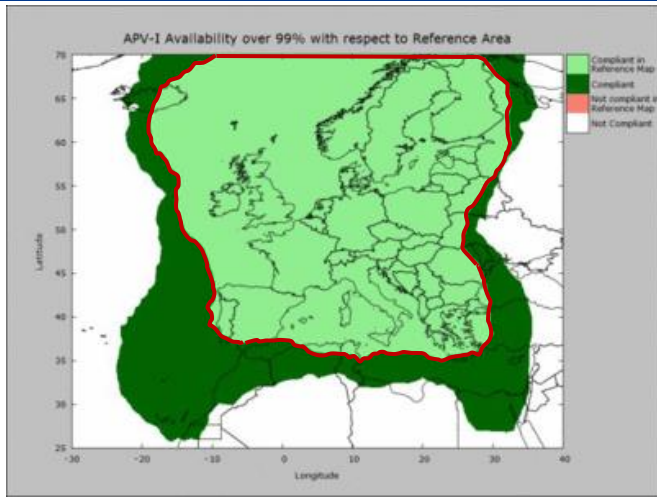 APV-I Availability over 99% with respect to Reference Area
Compliant in
Reference Map
Compliant
Not compliant in
Reference Map
Not Compliant
Latitude
70
65
60
55
50
45
40
35
30
25
-30
-20
-10
0
10
20
30
40
Longitude